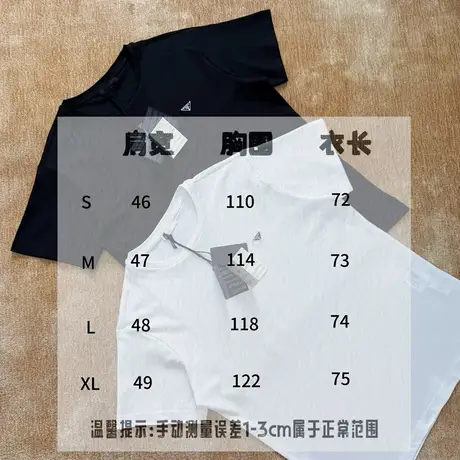 肩宽 胸围 衣长
S 46 110 72
M 47 114 73
L 48 118 74
XL 49 122 75
温馨提示:手动测量误差1-3cm属于正常范围